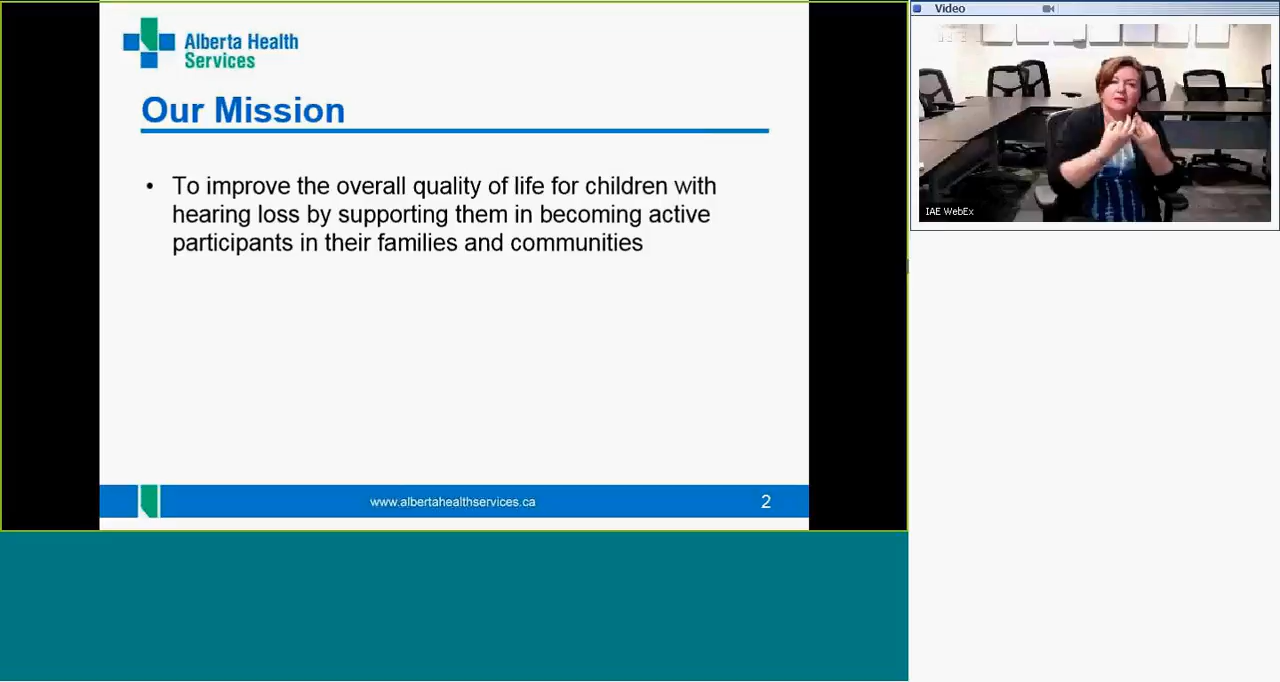 Alberta Health
Services
Our Mission
• To improve the overall quality of life for children with
hearing loss by supporting them in becoming active
participants in their families and communities
www.albertahealthservices.ca
2
Video
IAE WebEx